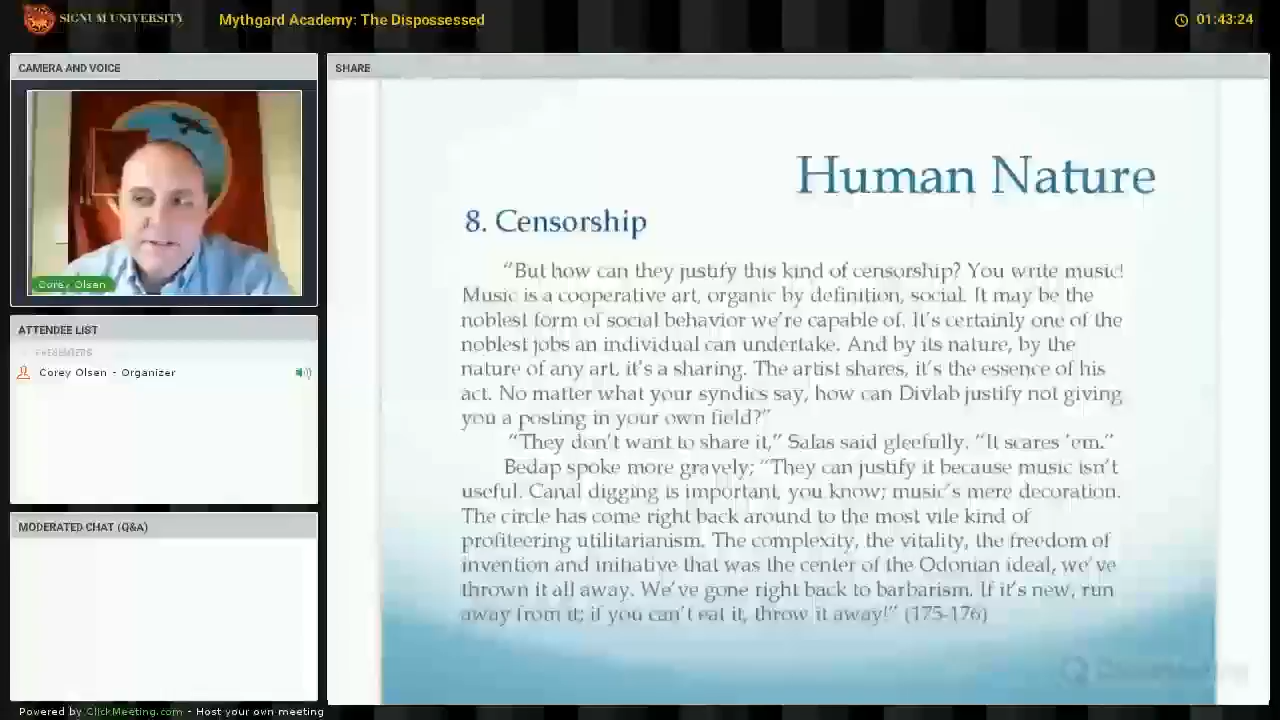 SIGNUM UNIVERSITY
Mythgard Academy: The Dispossessed
01:43:24
CAMERA AND VOICE
Corey Olsen
ATTENDEE LIST
PRESENTERS
Corey Olsen - Organizer
MODERATED CHAT (Q&A)
SHARE
Human Nature
8. Censorship
“But how can they justify this kind of censorship? You write music!
Music is a cooperative art, organic by definition, social. It may be the
noblest form of social behavior we’re capable of. It’s certainly one of the
noblest jobs an individual can undertake. And by its nature, by the
nature of any art, it’s a sharing. The artist shares, it’s the essence of his
act. No matter what your syndics say, how can Divlab justify not giving
you a posting in your own field?”
“They don’t want to share it,” Salas said gleefully. “It scares ’em.”
Bedap spoke more gravely; “They can justify it because music isn’t
useful. Canal digging is important, you know; music’s mere decoration.
The circle has come right back around to the most vile kind of
profiteering utilitarianism. The complexity, the vitality, the freedom of
invention and initiative that was the center of the Odonian ideal, we’ve
thrown it all away. We’ve gone right back to barbarism. If it’s new, run
away from it; if you can’t eat it, throw it away!” (175-176)
ClickMeeting
Powered by ClickMeeting.com - Host your own meeting